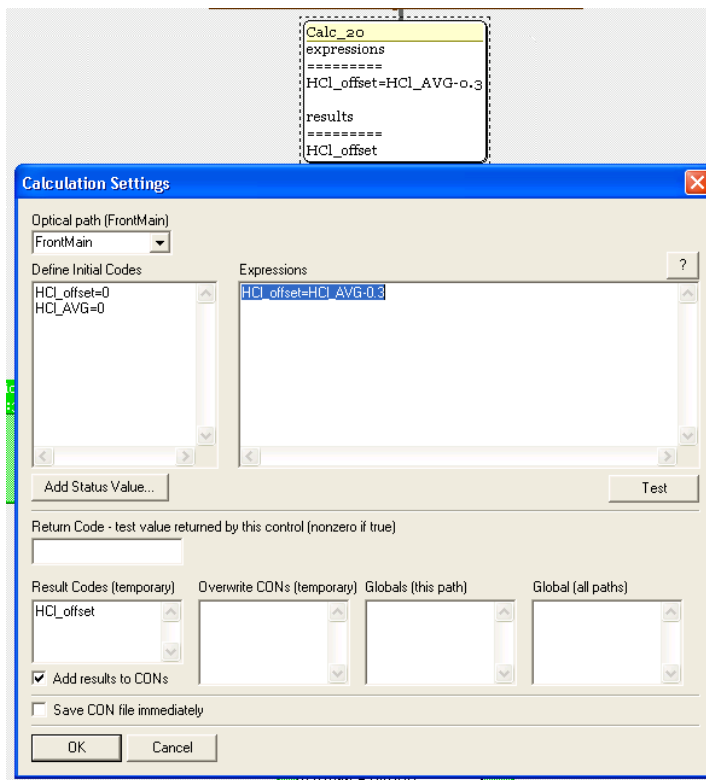 Calc_20
expressions
=========
HCl_offset=HCl_AVG-0.3
results
=========
HCl_offset
Calculation Settings
Optical path (FrontMain)
FrontMain
Define Initial Codes
Expressions
?
HCl_offset=0
HCl_AVG=0
HCl_offset=HCl_AVG-0.3
Add Status Value...
Test
Return Code - test value returned by this control (nonzero if true)
Result Codes (temporary)
Overwrite CONs (temporary)
Globals (this path)
Global (all paths)
HCl_offset
Add results to CONs
Save CON file immediately
OK
Cancel